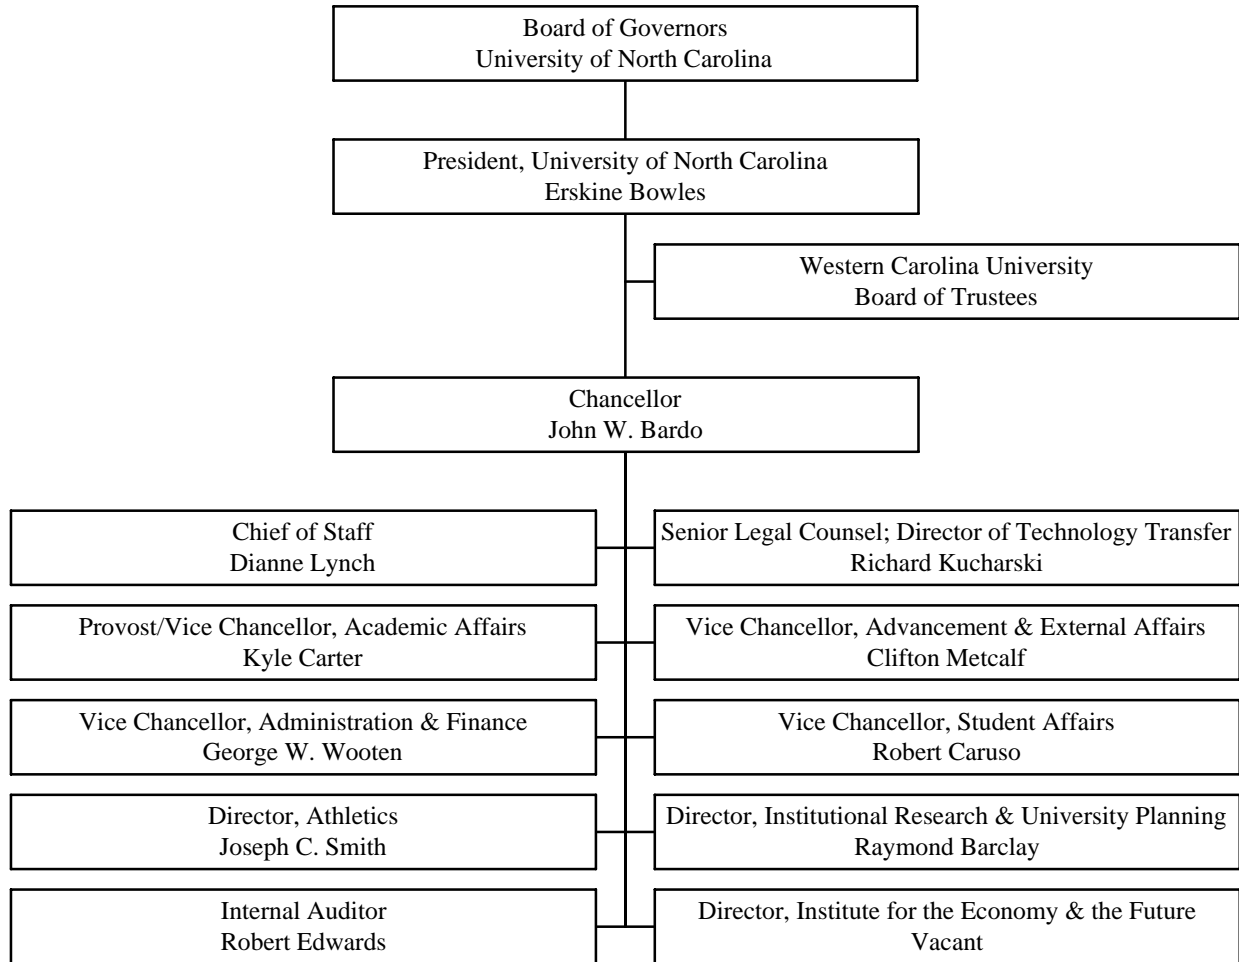 Board of Governors
University of North Carolina
President, University of North Carolina
Erskine Bowles
Western Carolina University
Board of Trustees
Chancellor
John W. Bardo
Chief of Staff
Dianne Lynch
Senior Legal Counsel; Director of Technology Transfer
Richard Kucharski
Provost/Vice Chancellor, Academic Affairs
Kyle Carter
Vice Chancellor, Advancement & External Affairs
Clifton Metcalf
Vice Chancellor, Administration & Finance
George W. Wooten
Vice Chancellor, Student Affairs
Robert Caruso
Director, Athletics
Joseph C. Smith
Director, Institutional Research & University Planning
Raymond Barclay
Internal Auditor
Robert Edwards
Director, Institute for the Economy & the Future
Vacant